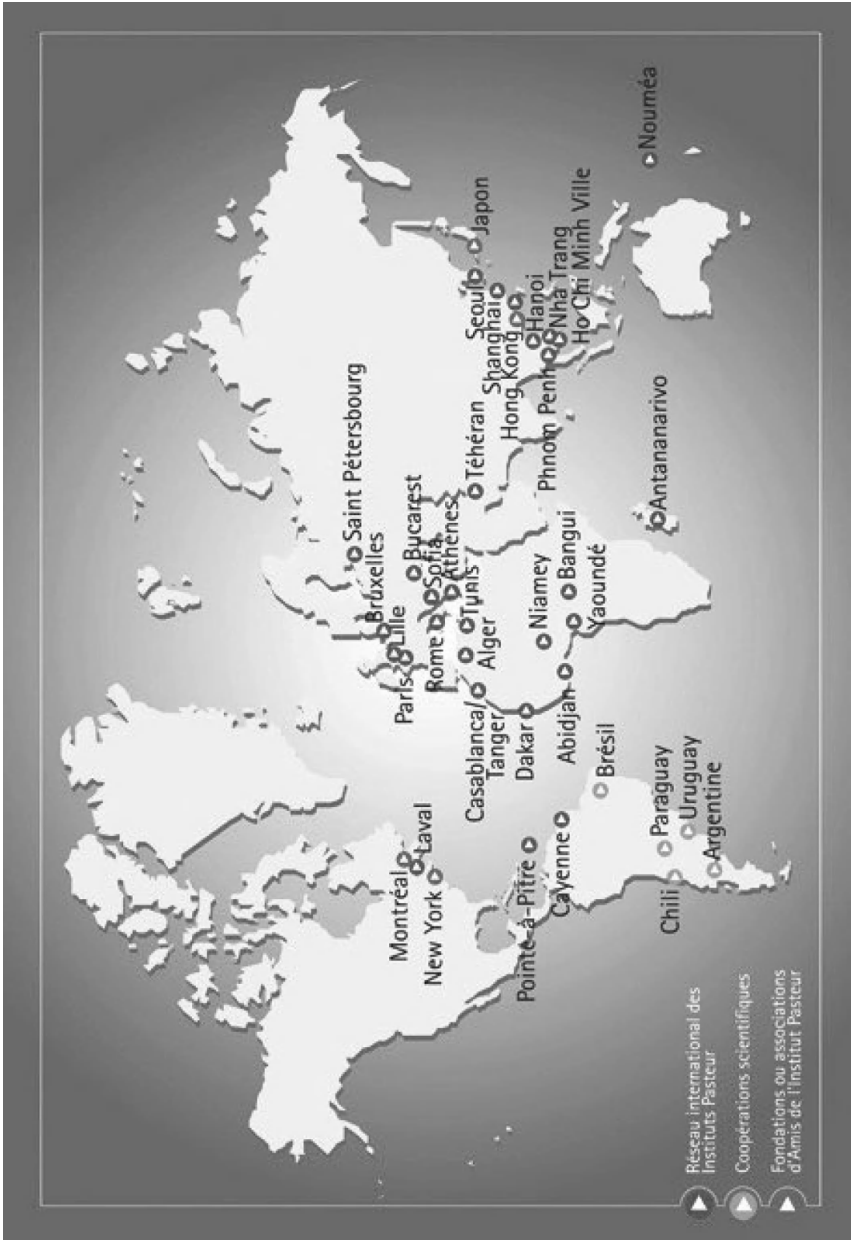 Saint Pétersbourg
Bruxelles
Lille
Paris
Bucarest
Sofia
Athènes
Rome
Tunis
Alger
Casablanca/
Tanger
Téhéran
Seoul
Japon
Shanghai
Hong Kong
Hanoi
Phnom Penh
Nha Trang
Ho Chi Minh Ville
Nouméa
Montréal
Laval
New York
Pointe-à-Pitre
Cayenne
Dakar
Niamey
Abidjan
Bangui
Yaoundé
Antananarivo
Brésil
Paraguay
Uruguay
Chili
Argentine
Réseau international des
Instituts Pasteur
Coopérations scientifiques
Fondations ou associations
d'Amis de l'Institut Pasteur